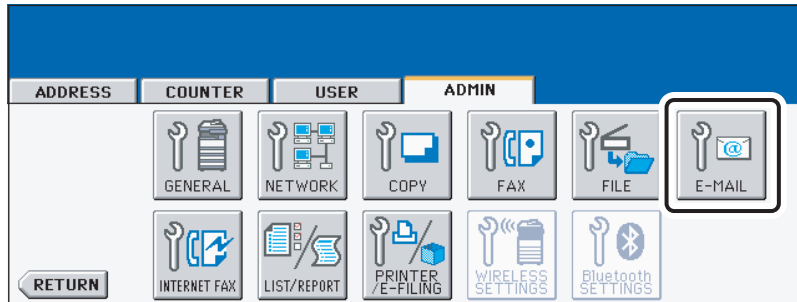 ADDRESS COUNTER USER ADMIN
GENERAL NETWORK COPY FAX FILE @ E-MAIL
INTERNET FAX LIST/REPORT PRINTER
/E-FILING WIRELESS
SETTINGS Bluetooth
SETTINGS
RETURN